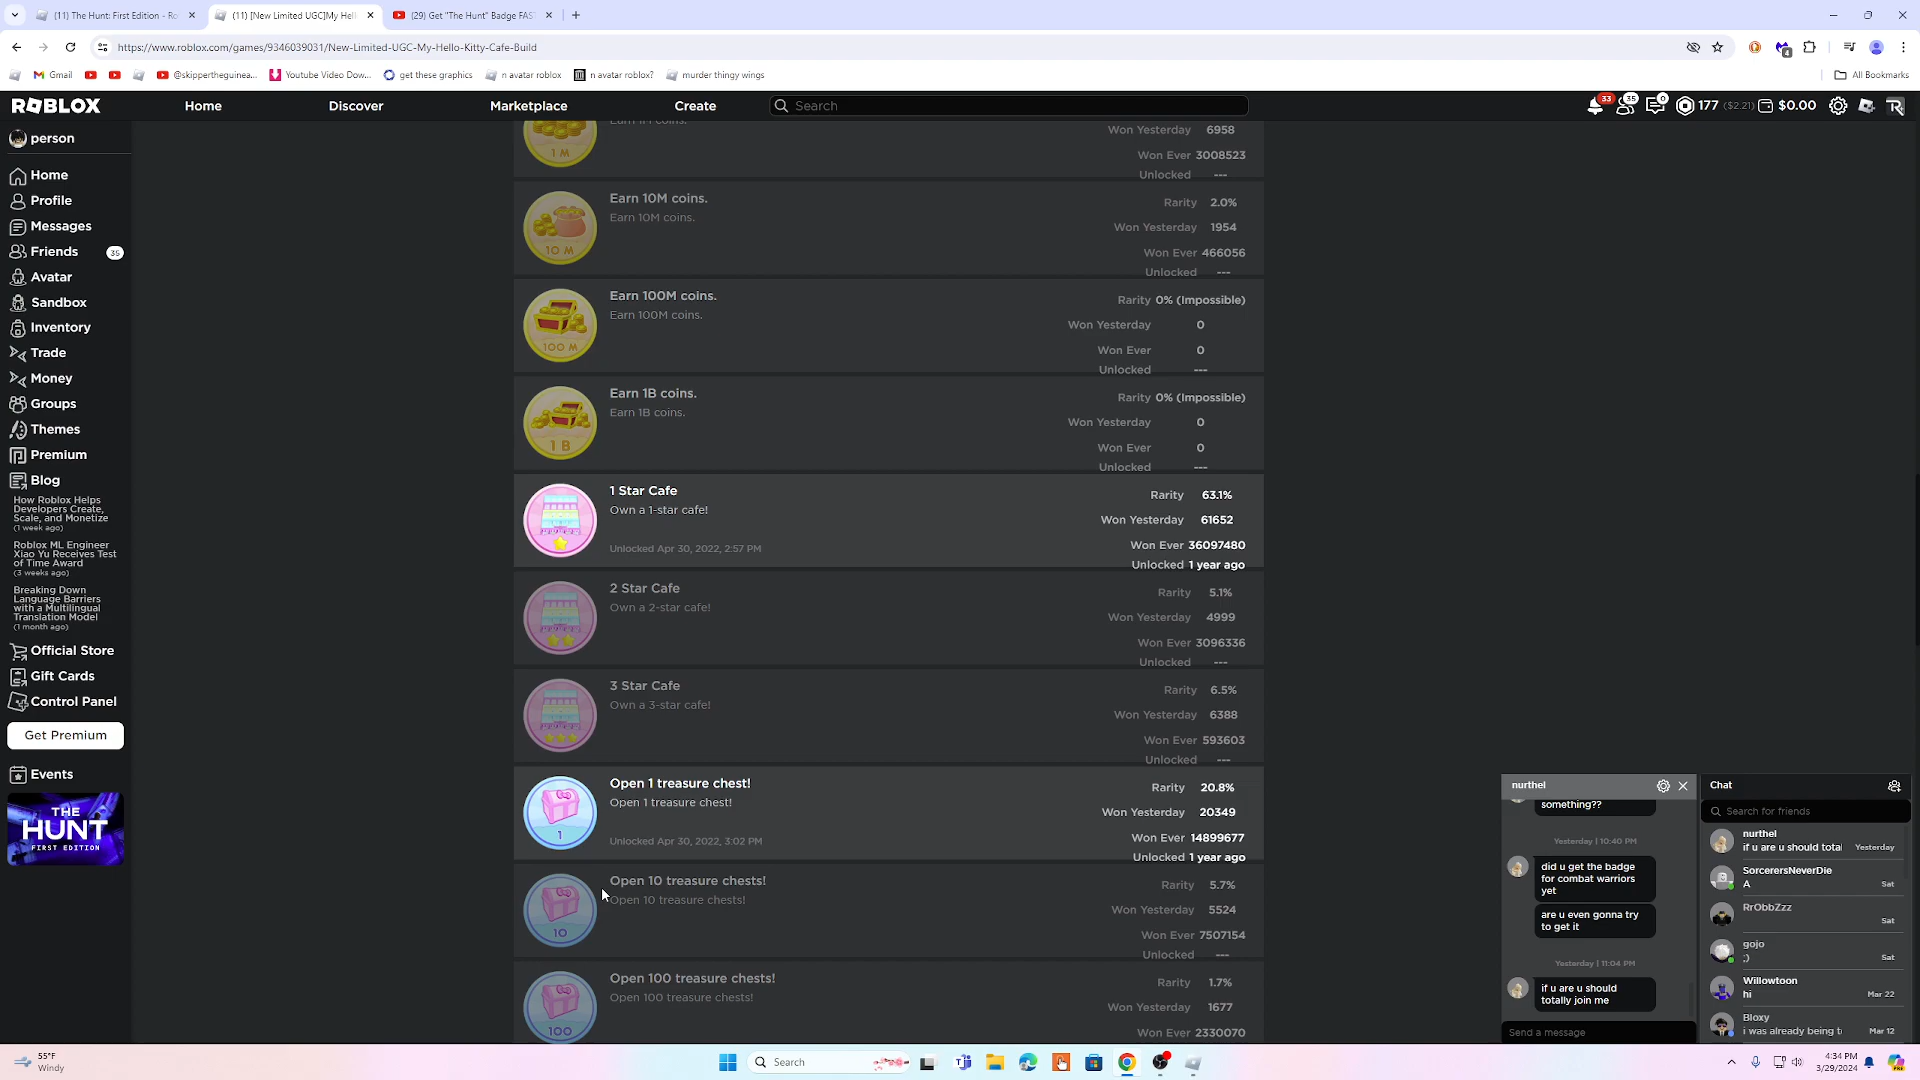 [11] The Hunt: First Edition - Ro
(11) [New Limited UGC]My Hell
(29) Get "The Hunt" Badge FAS
https://www.roblox.com/games/9346039031/New-Limited-UGC-My-Hello-Kitty-Cafe-Build
Gmail
@skippertheguinea...
Youtube Video Dow...
get these graphics
n avatar roblox
n avatar roblox?
murder thingy wings
All Bookmarks
ROBLOX
Home
Discover
Marketplace
Create
Search
33
35
0
177 ($2.21)
$0.00
person
Home
Profile
Messages
Friends 35
Avatar
Sandbox
Inventory
Trade
Money
Groups
Themes
Premium
Blog
How Roblox Helps
Developers Create,
Scale, and Monetize
(1 week ago)
Roblox ML Engineer
Xiao Yu Receives Test
of Time Award
(3 weeks ago)
Breaking Down
Language Barriers
with a Multilingual
Translation Model
(1 month ago)
Official Store
Gift Cards
Control Panel
Get Premium
Events
THE
HUNT
FIRST EDITION
1 M
Earn 1M coins.
Won Yesterday 6958
Won Ever 3008523
Unlocked ---
10 M
Earn 10M coins.
Earn 10M coins.
Rarity 2.0%
Won Yesterday 1954
Won Ever 466056
Unlocked ---
100 M
Earn 100M coins.
Earn 100M coins.
Rarity 0% (Impossible)
Won Yesterday 0
Won Ever 0
Unlocked ---
1 B
Earn 1B coins.
Earn 1B coins.
Rarity 0% (Impossible)
Won Yesterday 0
Won Ever 0
Unlocked ---
1 Star Cafe
Own a 1-star cafe!
Unlocked Apr 30, 2022, 2:57 PM
Rarity 63.1%
Won Yesterday 61652
Won Ever 36097480
Unlocked 1 year ago
2 Star Cafe
Own a 2-star cafe!
Rarity 5.1%
Won Yesterday 4999
Won Ever 3096336
Unlocked ---
3 Star Cafe
Own a 3-star cafe!
Rarity 6.5%
Won Yesterday 6388
Won Ever 593603
Unlocked ---
1
Open 1 treasure chest!
Open 1 treasure chest!
Unlocked Apr 30, 2022, 3:02 PM
Rarity 20.8%
Won Yesterday 20349
Won Ever 14899677
Unlocked 1 year ago
10
Open 10 treasure chests!
Open 10 treasure chests!
Rarity 5.7%
Won Yesterday 5524
Won Ever 7507154
Unlocked ---
100
Open 100 treasure chests!
Open 100 treasure chests!
Rarity 1.7%
Won Yesterday 1677
Won Ever 2330070
nurthel
something??
Yesterday | 10:40 PM
did u get the badge
for combat warriors
yet
are u even gonna try
to get it
Yesterday | 11:04 PM
if u are u should
totally join me
Send a message
Chat
Search for friends
nurthel
if u are u should total Yesterday
SorcerersNeverDie
A Sat
RrObbZzz
Sat
gojo
;) Sat
Willowtoon
hi Mar 22
Bloxy
i was already being t Mar 12
55°F
Windy
Search
4:34 PM
3/29/2024